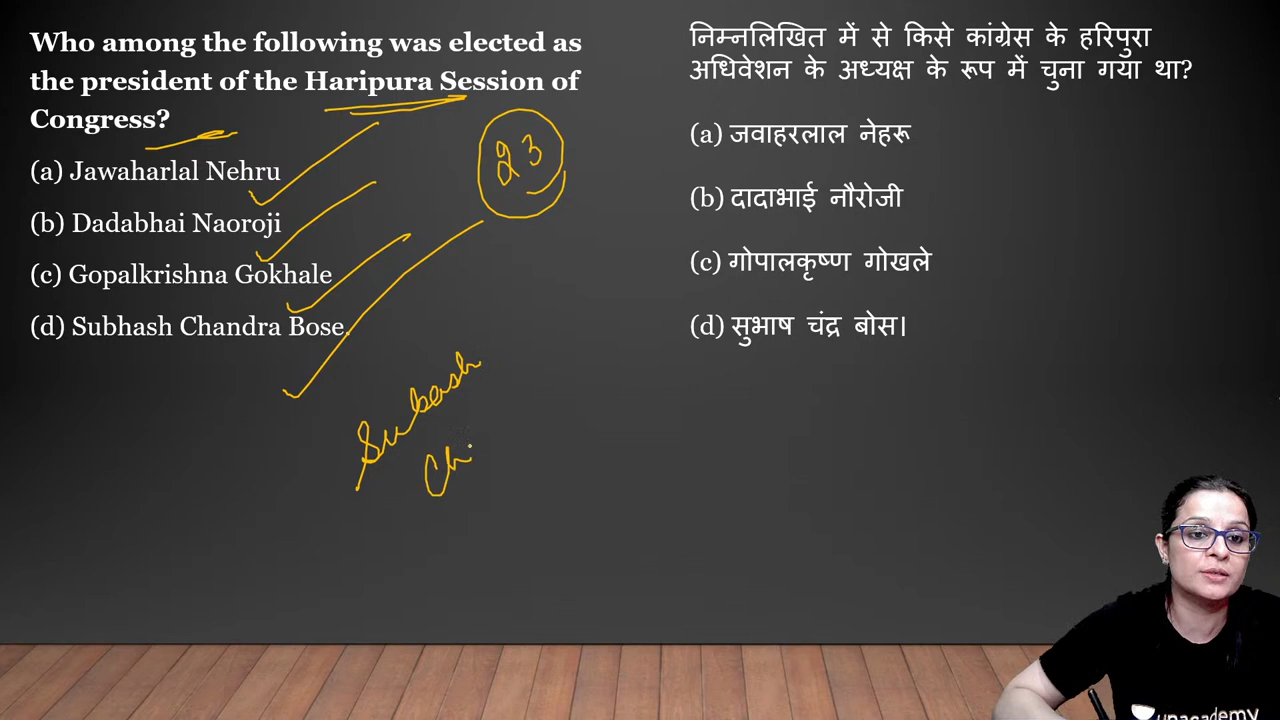 Who among the following was elected as
the president of the Haripura Session of
Congress?
(a) Jawaharlal Nehru
(b) Dadabhai Naoroji
(c) Gopalkrishna Gokhale
(d) Subhash Chandra Bose.
23
Subash
Ch
निम्नलिखित में से किसे कांग्रेस के हरिपुरा
अधिवेशन के अध्यक्ष के रूप में चुना गया था?
(a) जवाहरलाल नेहरू
(b) दादाभाई नौरोजी
(c) गोपालकृष्ण गोखले
(d) सुभाष चंद्र बोस।
unacademy